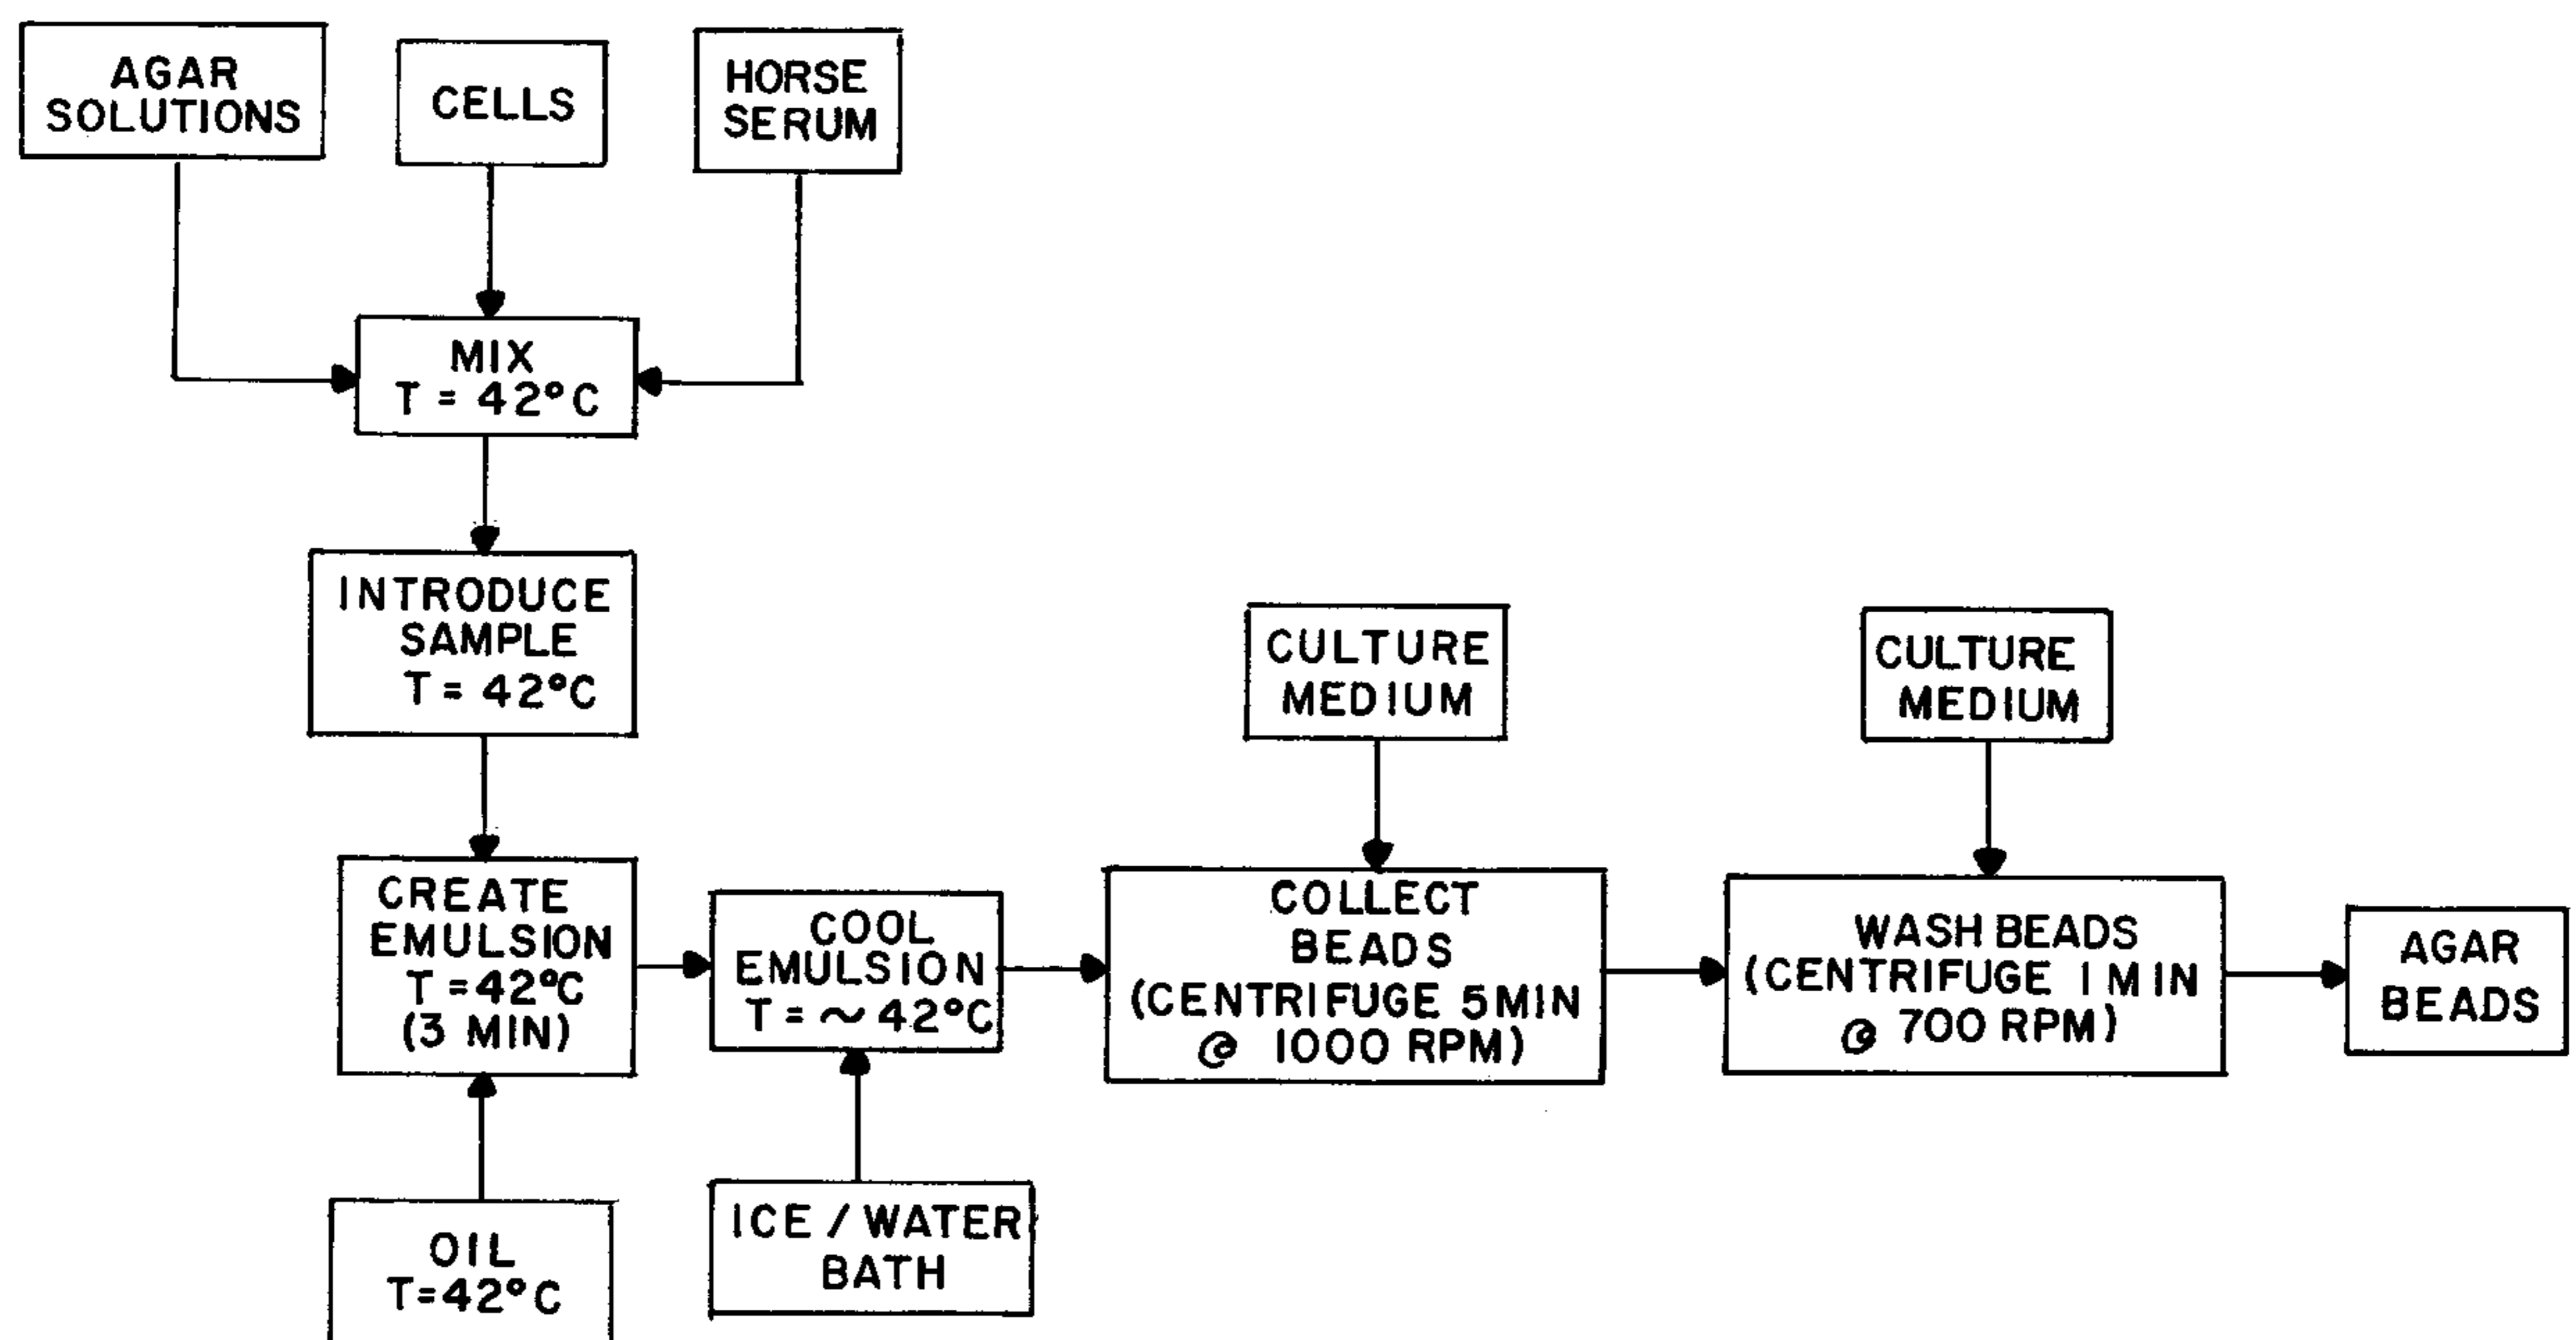 AGAR
SOLUTIONS
CELLS
HORSE
SERUM
MIX
T = 42°C
INTRODUCE
SAMPLE
T = 42°C
CREATE
EMULSION
T = 42°C
(3 MIN)
OIL
T=42°C
COOL
EMULSION
T = ~ 42°C
ICE / WATER
BATH
CULTURE
MEDIUM
COLLECT
BEADS
(CENTRIFUGE 5 MIN
@ 1000 RPM)
CULTURE
MEDIUM
WASH BEADS
(CENTRIFUGE 1 MIN
@ 700 RPM)
AGAR
BEADS